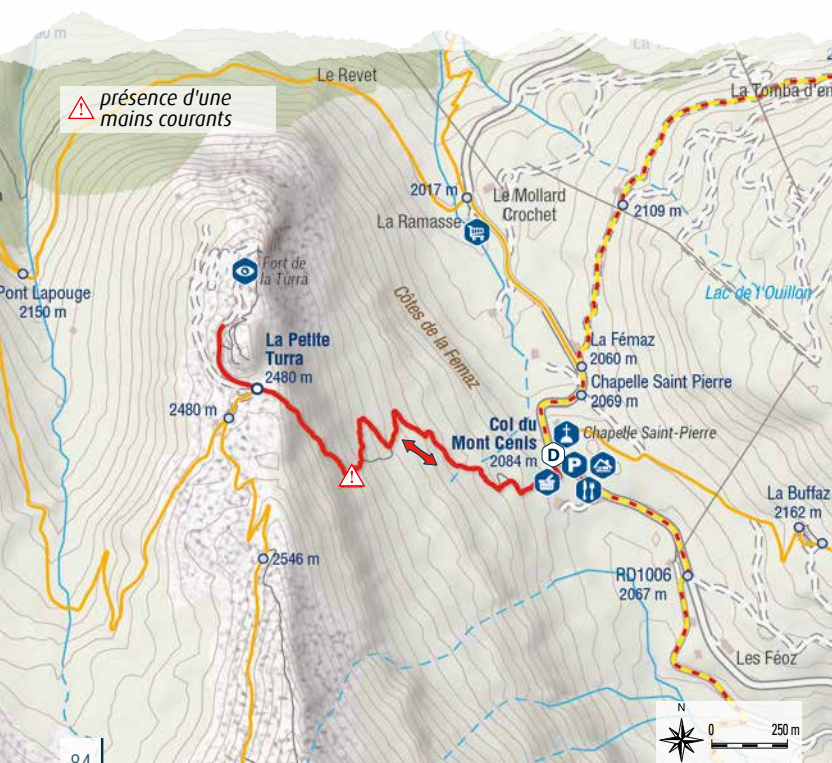 Le Revet
La Tomba d'en
présence d'une
mains courants
2017 m
Le Mollard
Crochet
2109 m
La Ramasse
Fort de
la Turra
Pont Lapouge
2150 m
Côtes de la Femaz
Lac de l'Ouillon
La Petite
Turra
2480 m
La Fémaz
2060 m
Chapelle Saint Pierre
2069 m
2480 m
Col du
Mont Cenis
2084 m
Chapelle Saint-Pierre
D
P
La Buffaz
2162 m
2546 m
RD1006
2067 m
Les Féoz
N
0 250 m
84